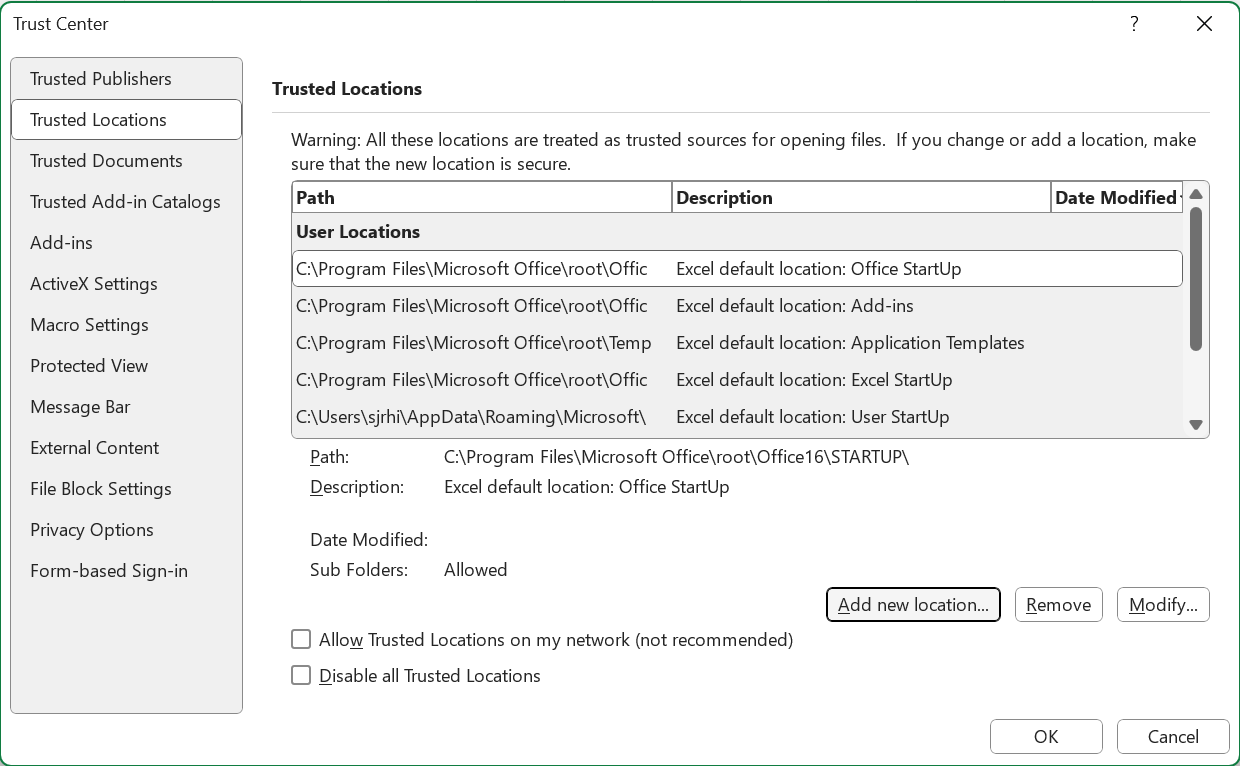 Trust Center
?
Trusted Publishers
Trusted Locations
Trusted Documents
Trusted Add-in Catalogs
Add-ins
ActiveX Settings
Macro Settings
Protected View
Message Bar
External Content
File Block Settings
Privacy Options
Form-based Sign-in
Trusted Locations
Warning: All these locations are treated as trusted sources for opening files.  If you change or add a location, make
sure that the new location is secure.
Path Description Date Modified
User Locations
C:\Program Files\Microsoft Office\root\Offic Excel default location: Office StartUp
C:\Program Files\Microsoft Office\root\Offic Excel default location: Add-ins
C:\Program Files\Microsoft Office\root\Temp Excel default location: Application Templates
C:\Program Files\Microsoft Office\root\Offic Excel default location: Excel StartUp
C:\Users\sjrhi\AppData\Roaming\Microsoft\ Excel default location: User StartUp
Path: C:\Program Files\Microsoft Office\root\Office16\STARTUP\
Description: Excel default location: Office StartUp
Date Modified:
Sub Folders: Allowed
Add new location... Remove Modify...
Allow Trusted Locations on my network (not recommended)
Disable all Trusted Locations
OK Cancel